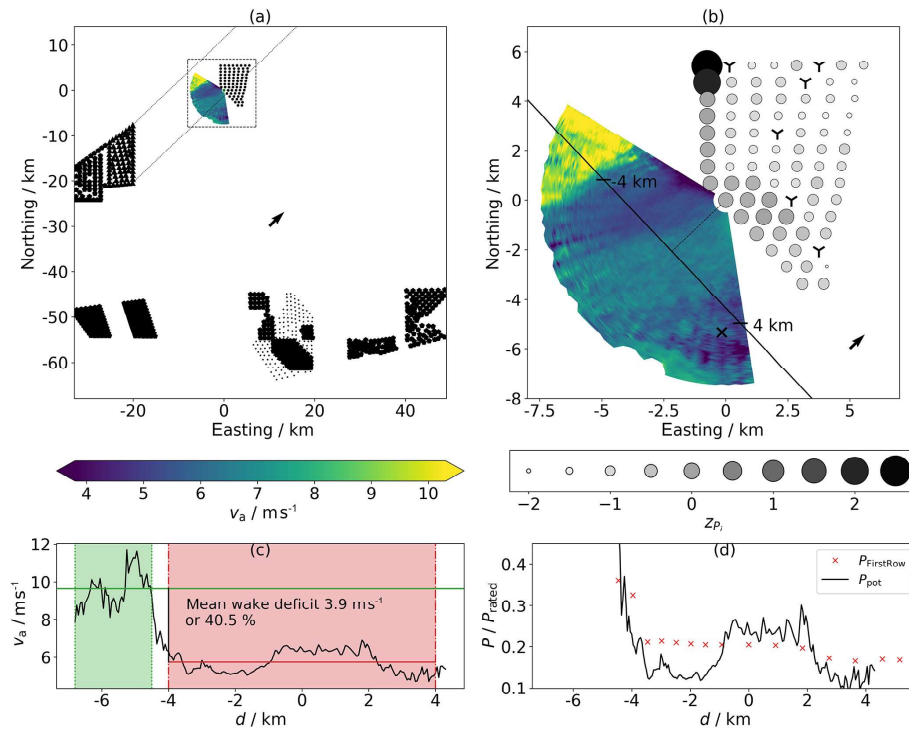 (a)
(b)
Northing / km
10
0
-10
-20
-30
-40
-50
-60
-20
0
20
40
Easting / km
Northing / km
6
4
2
0
-2
-4
-6
-8
-4 km
4 km
-7.5
-5.0
-2.5
0.0
2.5
5.0
7.5
Easting / km
4
5
6
7
8
9
10
v_a / ms⁻¹
-2
-1
0
1
2
z_{P_i}
(c)
(d)
v_a / ms⁻¹
12
10
8
6
Mean wake deficit 3.9 ms⁻¹
or 40.5 %
-6
-4
-2
0
2
4
d / km
P / P_rated
0.4
0.3
0.2
0.1
P_FirstRow
P_pot
-6
-4
-2
0
2
4
d / km